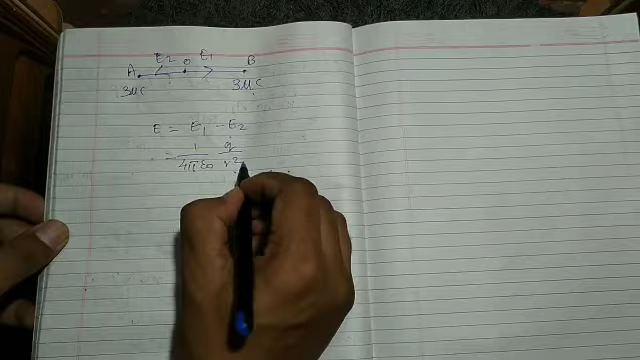 E2 O E1
A B
3μC 3μC
E = E1 - E2
= 1/4πε0 q/r2